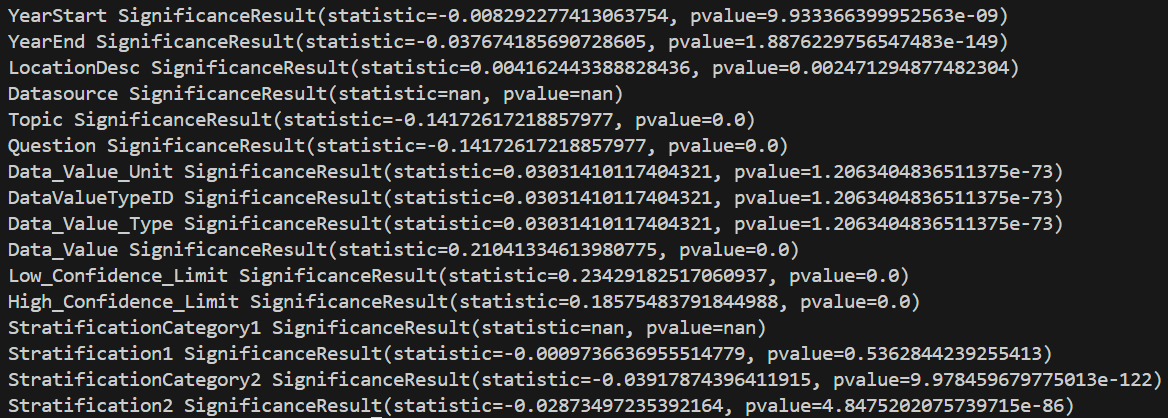 YearStart SignificanceResult(statistic=-0.008292277413063754, pvalue=9.933366399952563e-09)
YearEnd SignificanceResult(statistic=-0.037674185690728605, pvalue=1.8876229756547483e-149)
LocationDesc SignificanceResult(statistic=0.004162443388828436, pvalue=0.002471294877482304)
Datasource SignificanceResult(statistic=nan, pvalue=nan)
Topic SignificanceResult(statistic=-0.14172617218857977, pvalue=0.0)
Question SignificanceResult(statistic=-0.14172617218857977, pvalue=0.0)
Data_Value_Unit SignificanceResult(statistic=0.03031410117404321, pvalue=1.2063404836511375e-73)
DataValueTypeID SignificanceResult(statistic=0.03031410117404321, pvalue=1.2063404836511375e-73)
Data_Value_Type SignificanceResult(statistic=0.03031410117404321, pvalue=1.2063404836511375e-73)
Data_Value SignificanceResult(statistic=0.21041334613980775, pvalue=0.0)
Low_Confidence_Limit SignificanceResult(statistic=0.23429182517060937, pvalue=0.0)
High_Confidence_Limit SignificanceResult(statistic=0.18575483791844988, pvalue=0.0)
StratificationCategory1 SignificanceResult(statistic=nan, pvalue=nan)
Stratification1 SignificanceResult(statistic=-0.0009736636955514779, pvalue=0.5362844239255413)
StratificationCategory2 SignificanceResult(statistic=-0.03917874396411915, pvalue=9.978459679775013e-122)
Stratification2 SignificanceResult(statistic=-0.02873497235392164, pvalue=4.8475202075739715e-86)